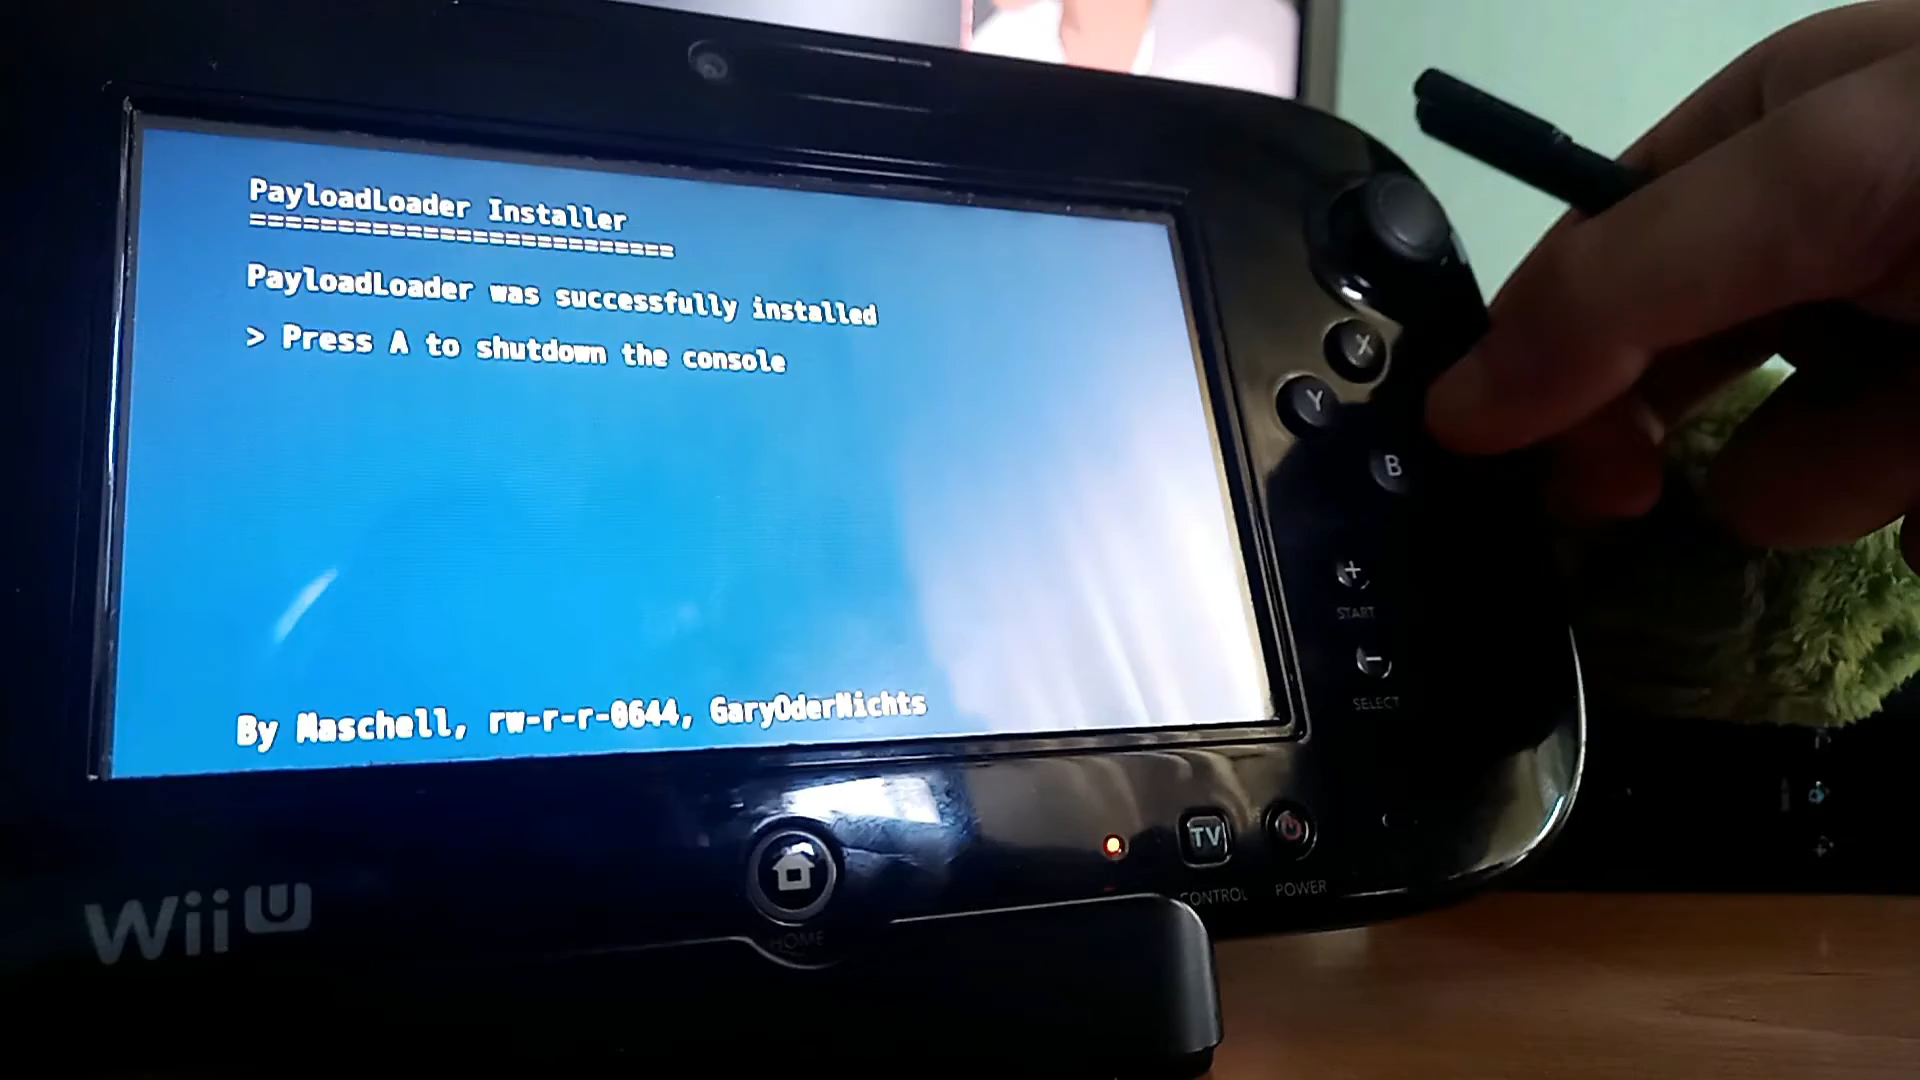 PayloadLoader Installer
========================
PayloadLoader was successfully installed
> Press A to shutdown the console
By Maschell, rw-r-r-0644, GaryOderNichts
X
Y
B
+
START
-
SELECT
TV
CONTROL
POWER
HOME
Wii U